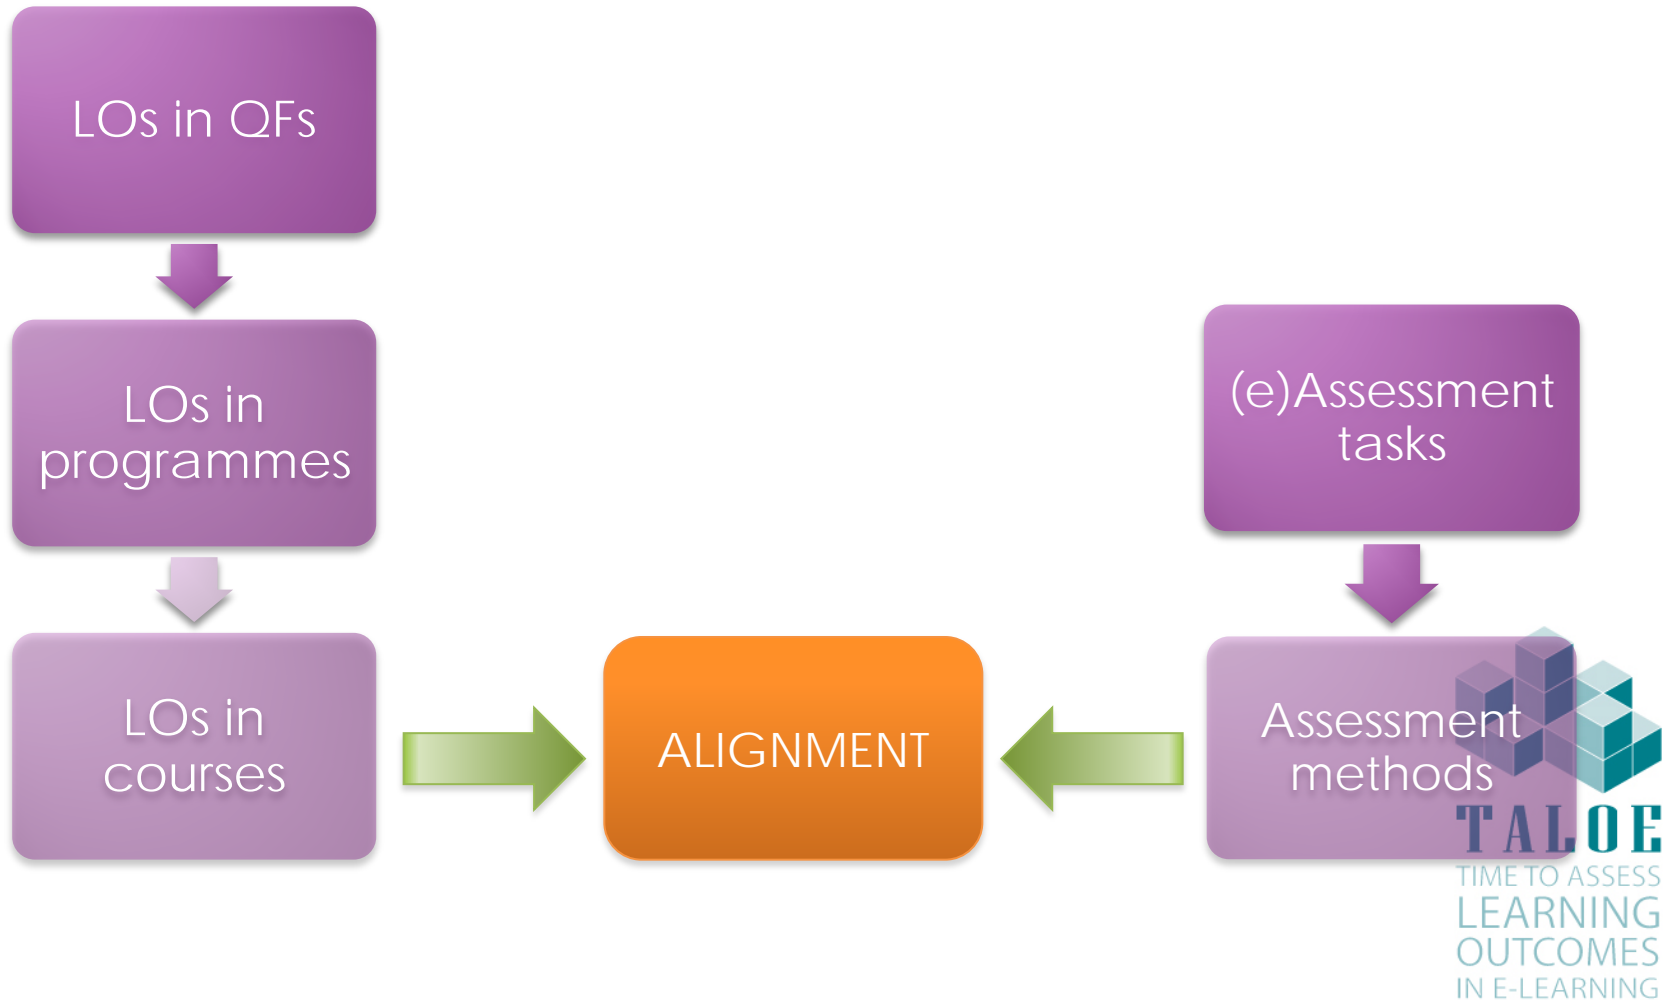 LOs in QFs
LOs in
programmes
LOs in
courses
ALIGNMENT
(e)Assessment
tasks
Assessment
methods
TALOE
TIME TO ASSESS
LEARNING
OUTCOMES
IN E-LEARNING